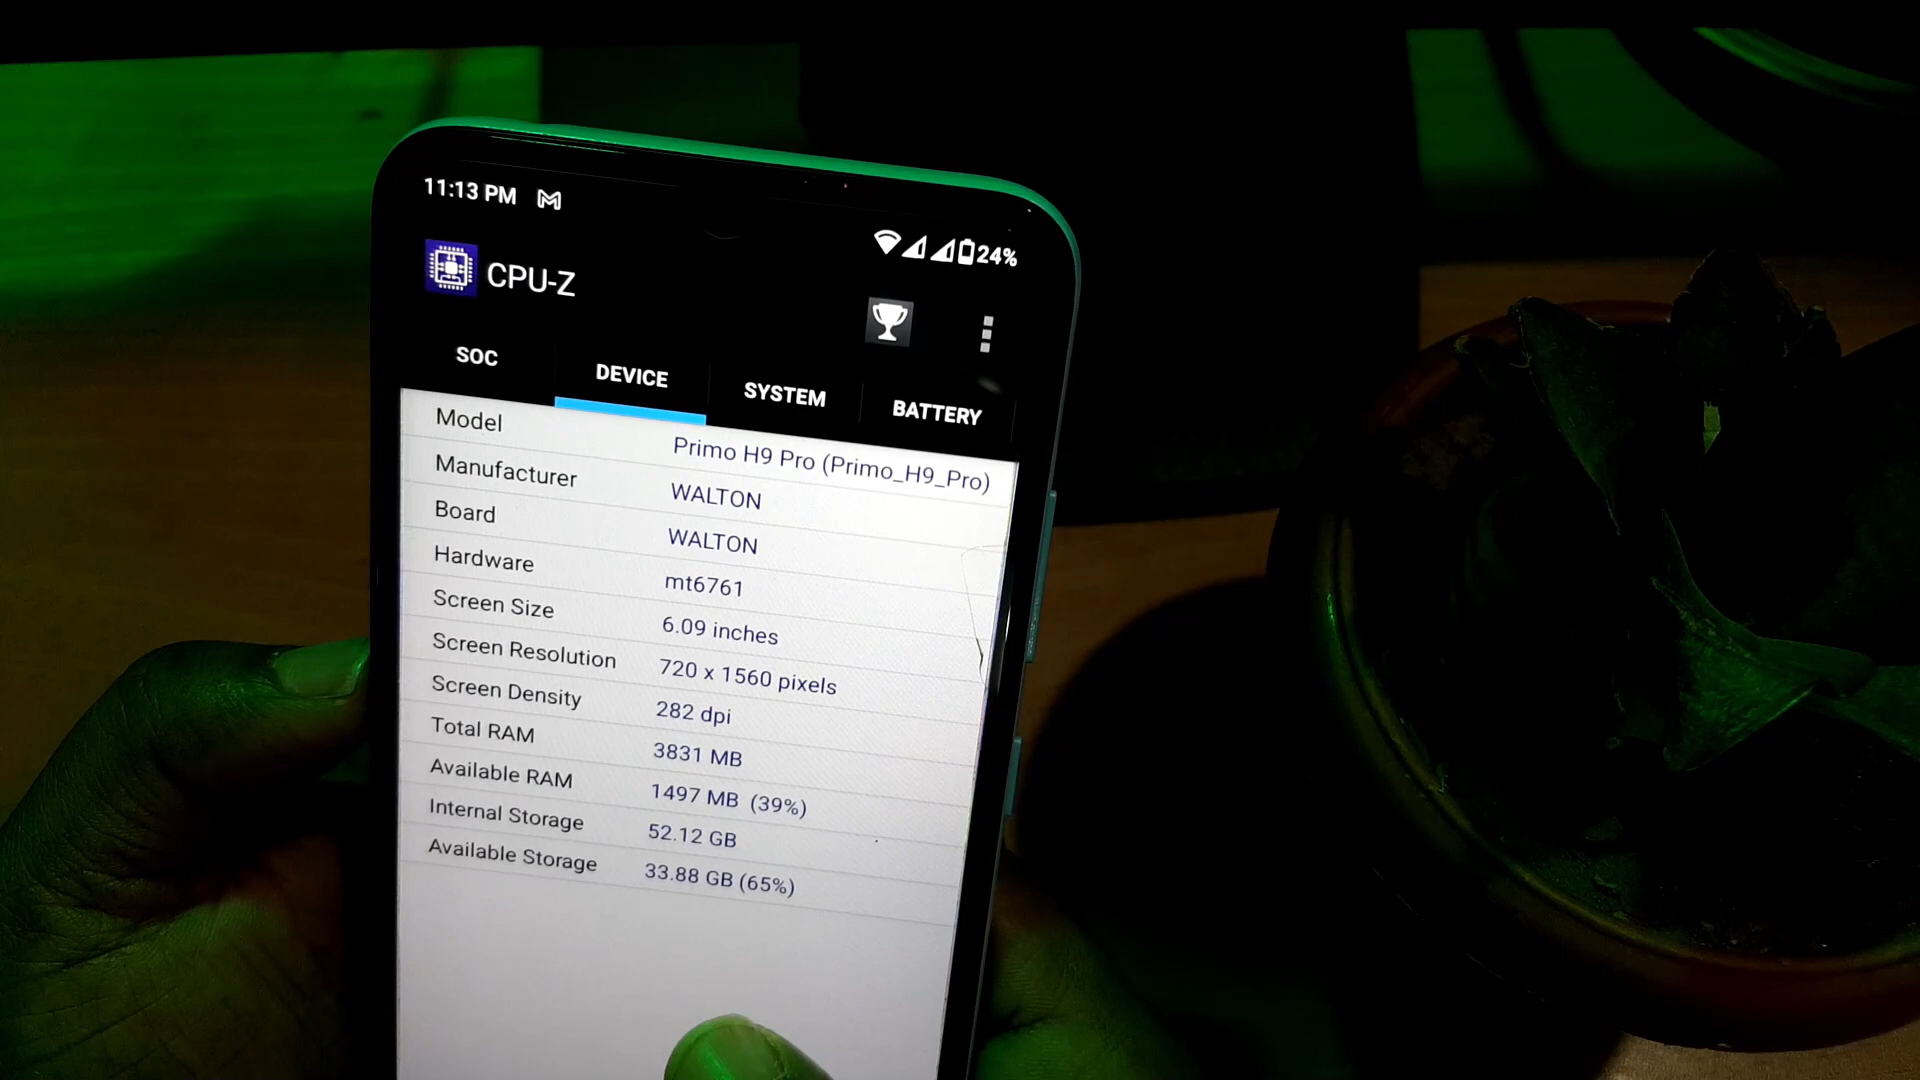 11:13 PM
24%
CPU-Z
SOC DEVICE SYSTEM BATTERY
Model Primo H9 Pro (Primo_H9_Pro)
Manufacturer WALTON
Board WALTON
Hardware mt6761
Screen Size 6.09 inches
Screen Resolution 720 x 1560 pixels
Screen Density 282 dpi
Total RAM 3831 MB
Available RAM 1497 MB (39%)
Internal Storage 52.12 GB
Available Storage 33.88 GB (65%)